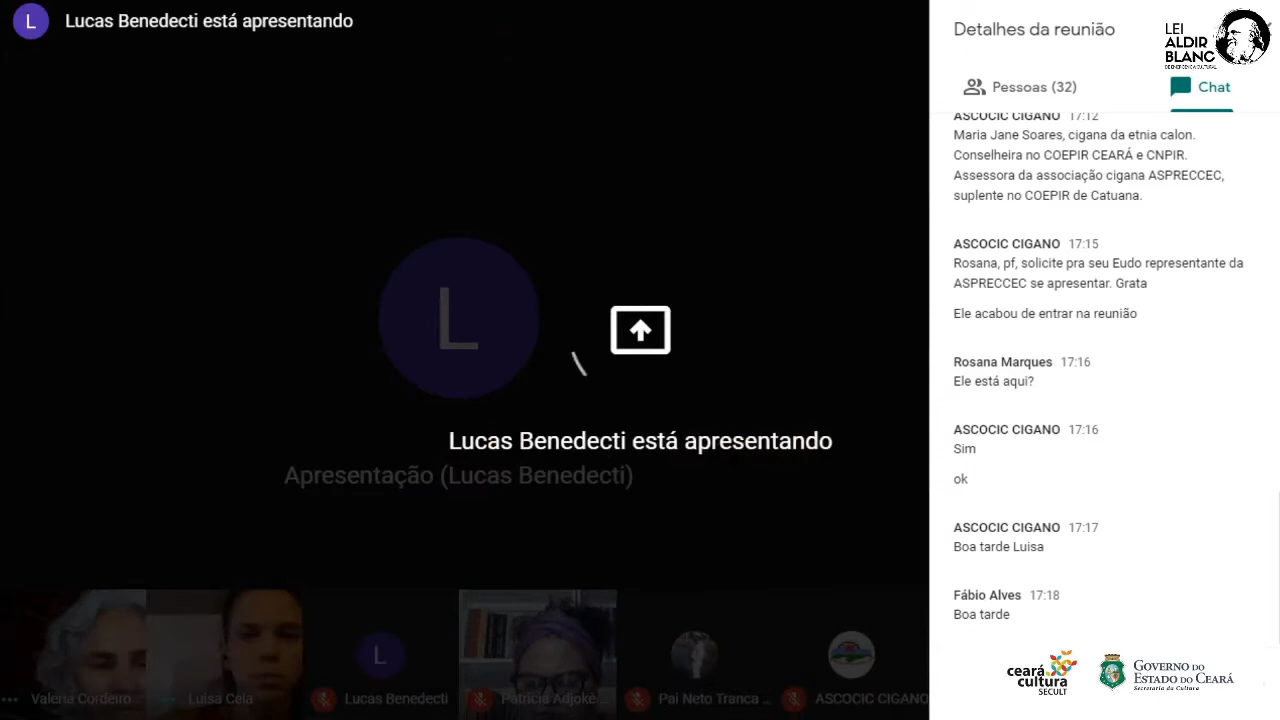 L
Lucas Benedecti está apresentando
Detalhes da reunião
LEI
ALDIR
BLANC
Pessoas (32)
Chat
ASCOCIC CIGANO 17:12
Maria Jane Soares, cigana da etnia calon.
Conselheira no COEPIR CEARÁ e CNPIR.
Assessora da associação cigana ASPRECCEC,
suplente no COEPIR de Catuana.
ASCOCIC CIGANO 17:15
Rosana, pf, solicite pra seu Eudo representante da
ASPRECCEC se apresentar. Grata
Ele acabou de entrar na reunião
Rosana Marques 17:16
Ele está aqui?
ASCOCIC CIGANO 17:16
Sim
ok
ASCOCIC CIGANO 17:17
Boa tarde Luisa
Fábio Alves 17:18
Boa tarde
L
Lucas Benedecti está apresentando
Apresentação (Lucas Benedecti)
L
Valeria Cordeiro
Luisa Cela
Lucas Benedecti
Patricia Adjokè...
Pai Neto Tranca ...
ASCOCIC CIGANO
ceará
cultura
SECULT
GOVERNO DO
ESTADO DO CEARÁ
Secretaria da Cultura